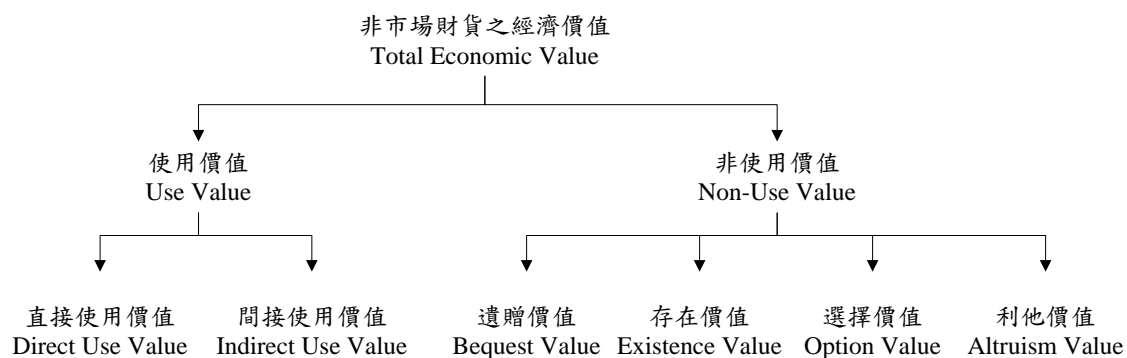 非市場財貨之經濟價值
Total Economic Value
使用價值
Use Value
非使用價值
Non-Use Value
直接使用價值
Direct Use Value
間接使用價值
Indirect Use Value
遺贈價值
Bequest Value
存在價值
Existence Value
選擇價值
Option Value
利他價值
Altruism Value